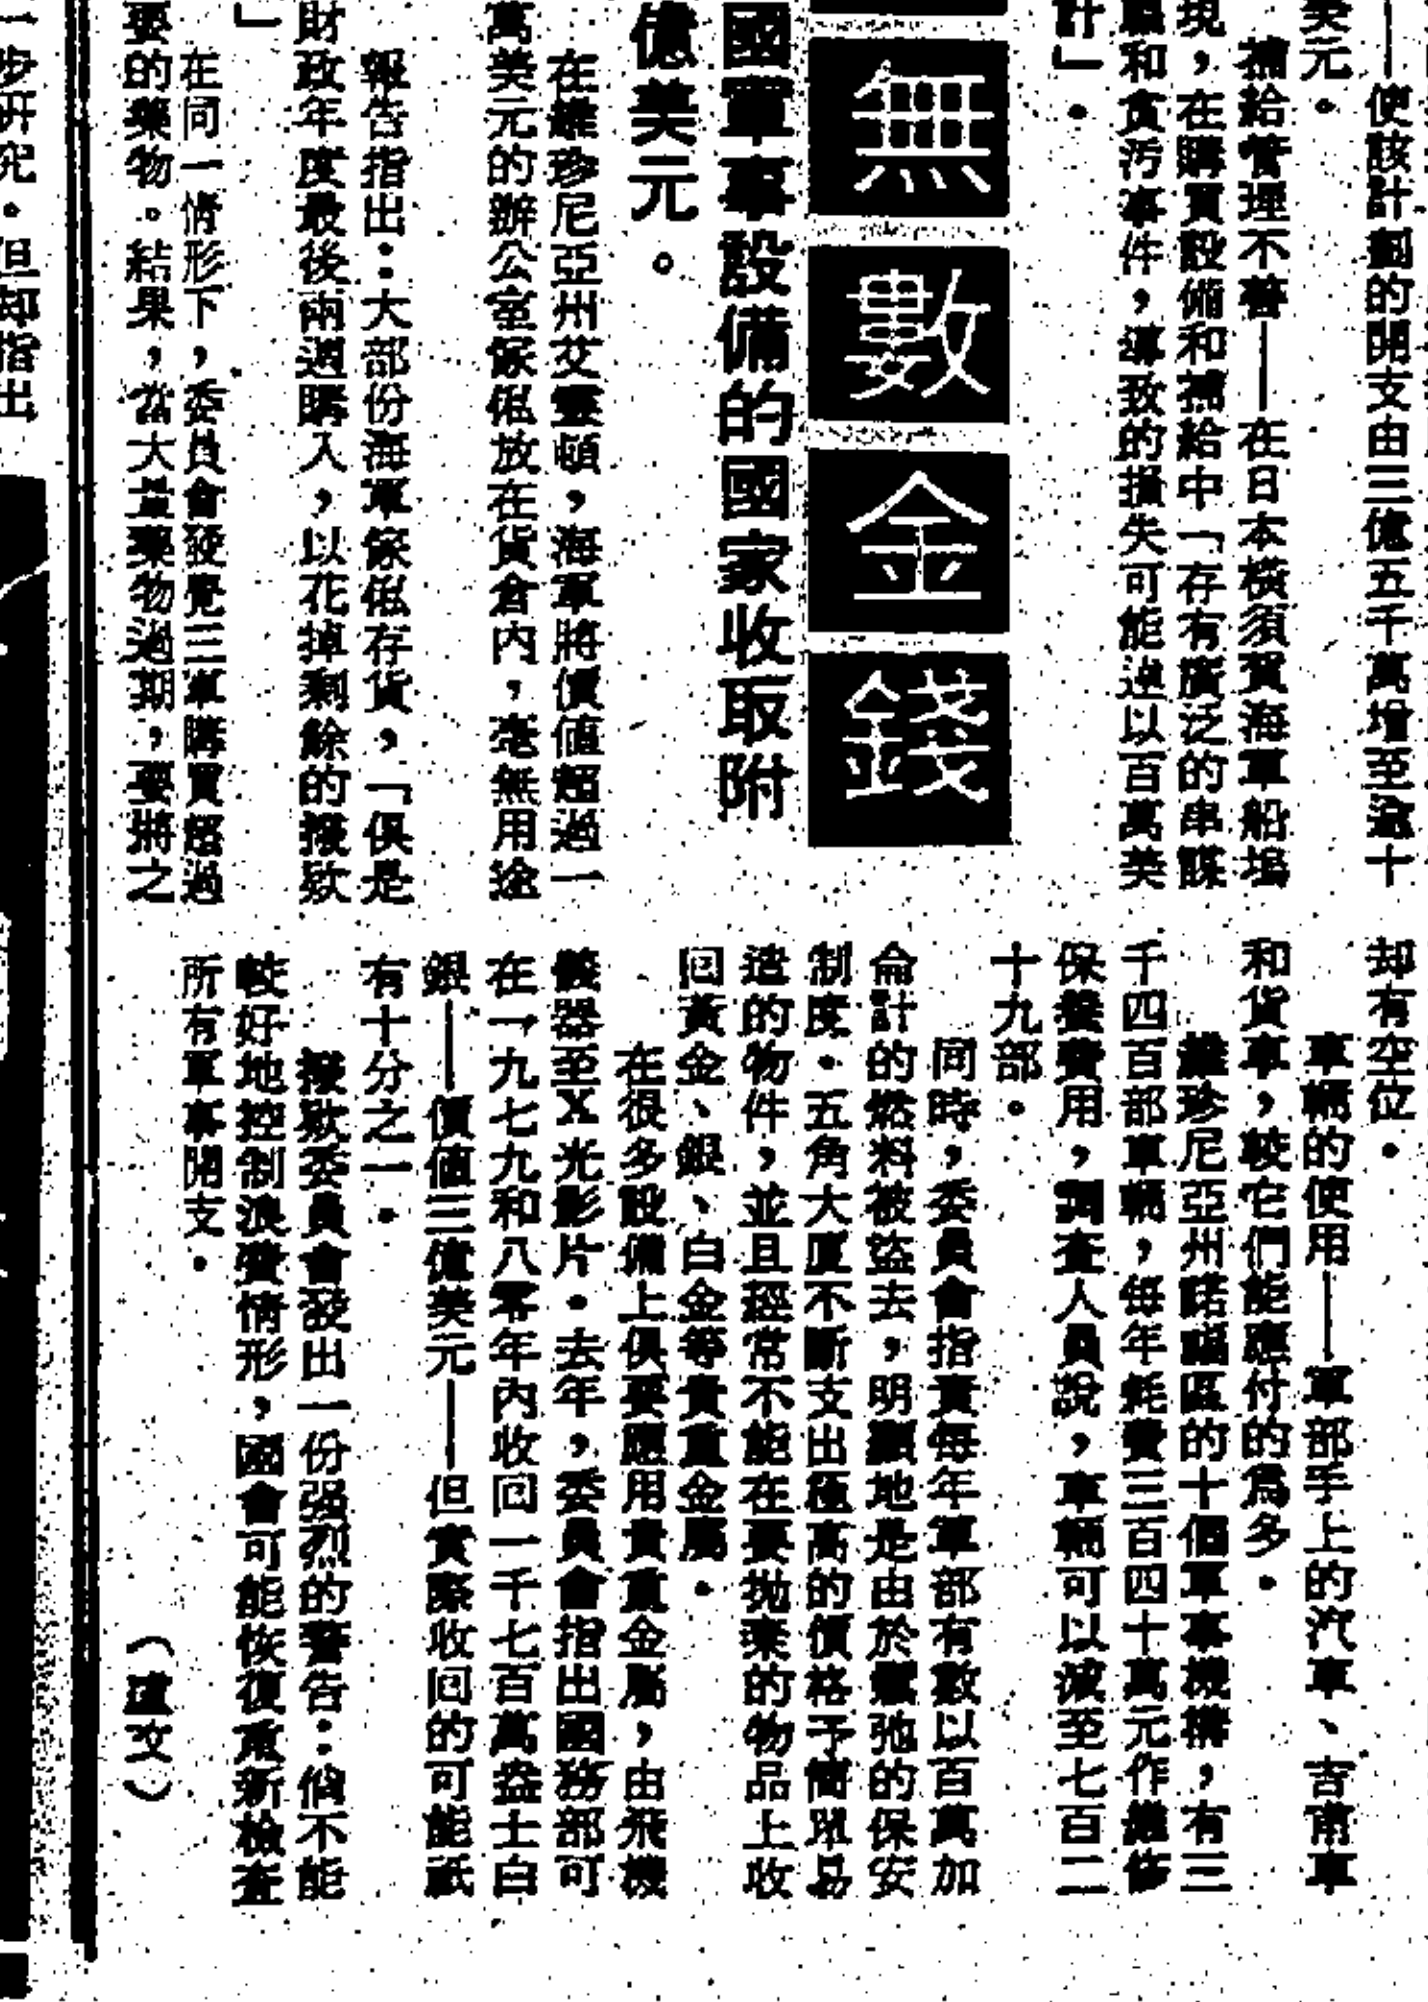 ——使該計劃的開支由三億五千萬增至逾十
美元。
補給管理不善——在日本橫須賀海軍船塢
現，在購買設備和補給中「存有廣泛的串謀
騙和貪污事件，導致的損失可能達以百萬美
計」。
無數金錢
國軍事設備的國家收取附
億美元。
在維珍尼亞州艾靈頓，海軍將價值超過一
萬美元的辦公室傢俬放在貨倉內，毫無用途
報告指出：大部份海軍傢俬存貨，「俱是
財政年度最後兩週購入，以花掉剩餘的撥欵
」
在同一情形下，委員會發覺三軍購買超過
要的藥物。結果，當大量藥物過期，要將之
一步研究。但却指出
却有空位。
車輛的使用——軍部手上的汽車、吉甫車
和貨車，較它們能應付的爲多。
維珍尼亞州諾福區的十個軍事機構，有三
千四百部車輛，每年耗費三百四十萬元作維修
保養費用，調查人員說，車輛可以減至七百二
十九部。
同時，委員會指責每年軍部有數以百萬加
侖計的燃料被盜去，明顯地是由於鬆弛的保安
制度。五角大厦不斷支出極高的價格予簡單易
造的物件，並且經常不能在要拋棄的物品上收
回黃金、銀、白金等貴重金屬。
在很多設備上俱要應用貴重金屬，由飛機
儀器至X光影片。去年，委員會指出國務部可
在一九七九和八零年內收回一千七百萬盎士白
銀——價值三億美元——但實際收回的可能祇
有十分之一。
撥欵委員會發出一份强烈的警告：倘不能
較好地控制浪費情形，國會可能恢復重新檢查
所有軍事開支。
（盧文）